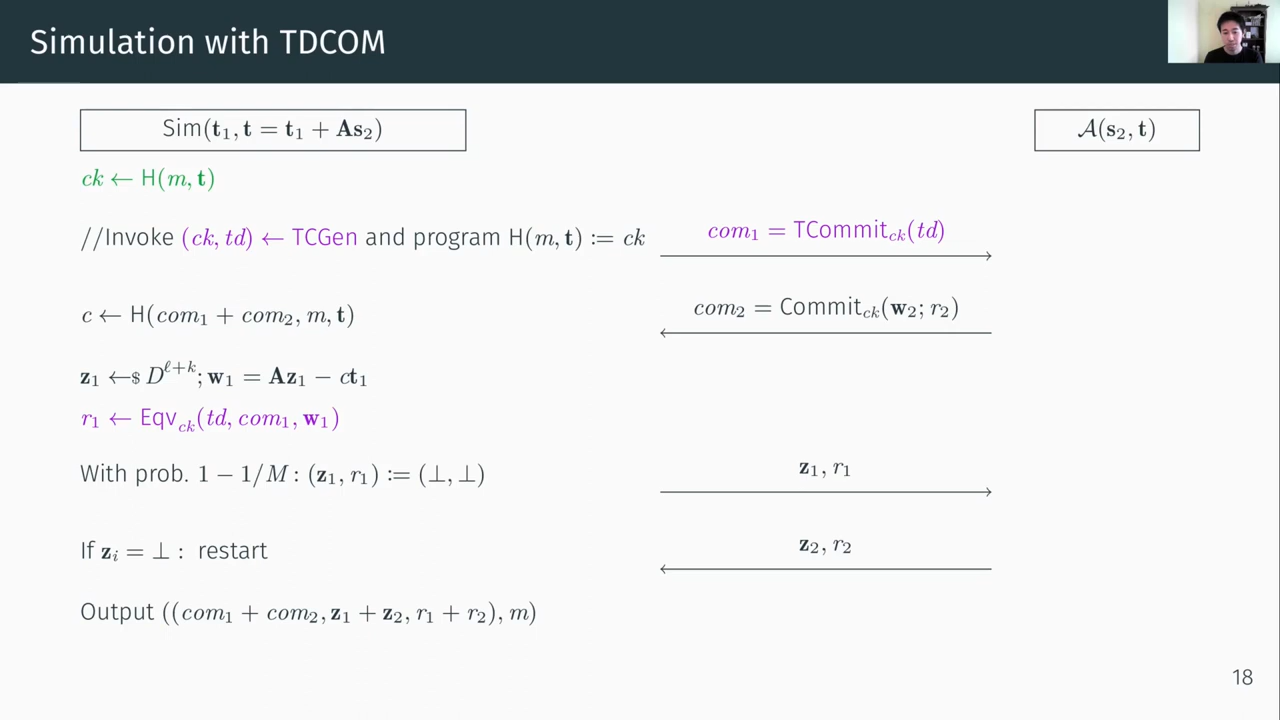 Simulation with TDCOM
Sim(t₁, t = t₁ + As₂)
𝒜(s₂, t)
ck ← H(m, t)
//Invoke (ck, td) ← TCGen and program H(m, t) := ck
com₁ = TCommit_ck(td)
c ← H(com₁ + com₂, m, t)
com₂ = Commit_ck(w₂; r₂)
z₁ ←$ D^{ℓ+k}; w₁ = Az₁ − ct₁
r₁ ← Eqv_ck(td, com₁, w₁)
With prob. 1 − 1/M : (z₁, r₁) := (⊥, ⊥)
z₁, r₁
If zᵢ = ⊥ : restart
z₂, r₂
Output ((com₁ + com₂, z₁ + z₂, r₁ + r₂), m)
18